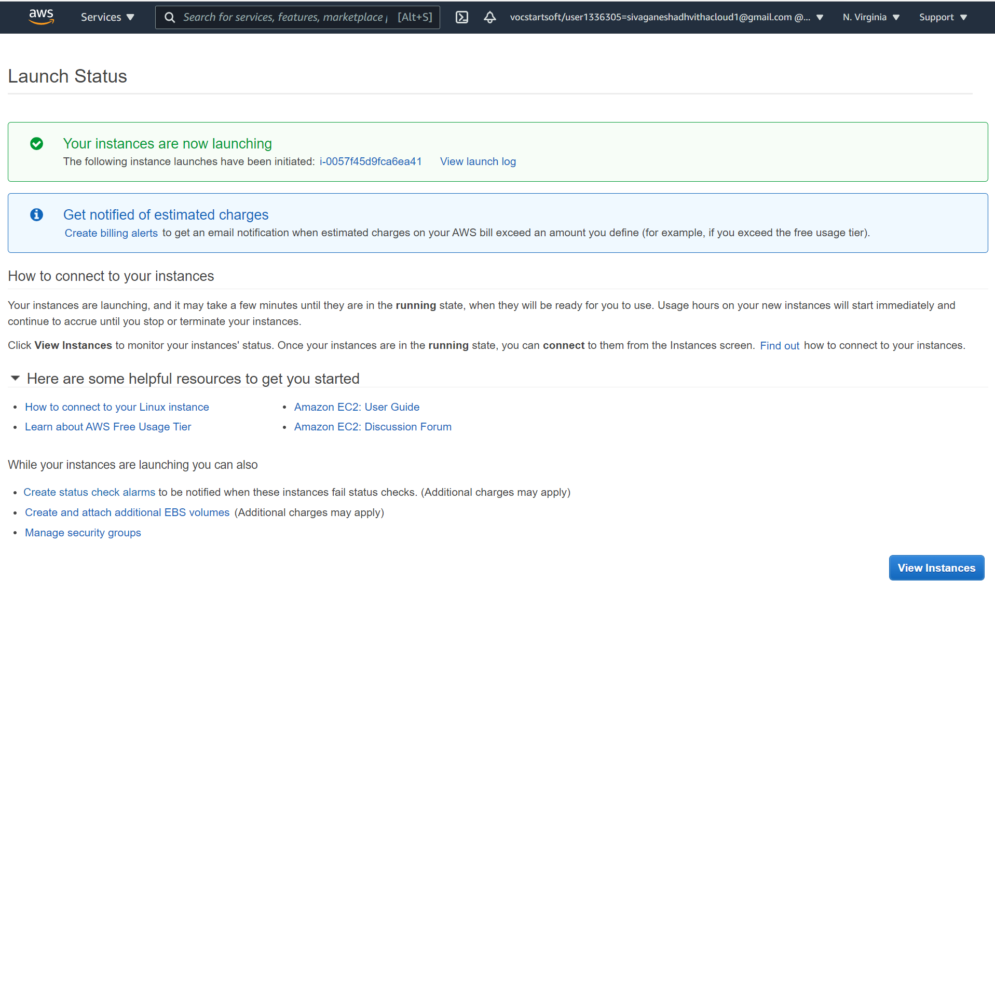 aws Services Search for services, features, marketplace [Alt+S] vocstartsoft/user1336305=sivaganeshadhvithacloud1@gmail.com @... N. Virginia Support
Launch Status
Your instances are now launching
The following instance launches have been initiated: i-0057f45d9fca6ea41 View launch log
Get notified of estimated charges
Create billing alerts to get an email notification when estimated charges on your AWS bill exceed an amount you define (for example, if you exceed the free usage tier).
How to connect to your instances
Your instances are launching, and it may take a few minutes until they are in the running state, when they will be ready for you to use. Usage hours on your new instances will start immediately and
continue to accrue until you stop or terminate your instances.
Click View Instances to monitor your instances' status. Once your instances are in the running state, you can connect to them from the Instances screen. Find out how to connect to your instances.
Here are some helpful resources to get you started
• How to connect to your Linux instance • Amazon EC2: User Guide
• Learn about AWS Free Usage Tier • Amazon EC2: Discussion Forum
While your instances are launching you can also
• Create status check alarms to be notified when these instances fail status checks. (Additional charges may apply)
• Create and attach additional EBS volumes (Additional charges may apply)
• Manage security groups
View Instances